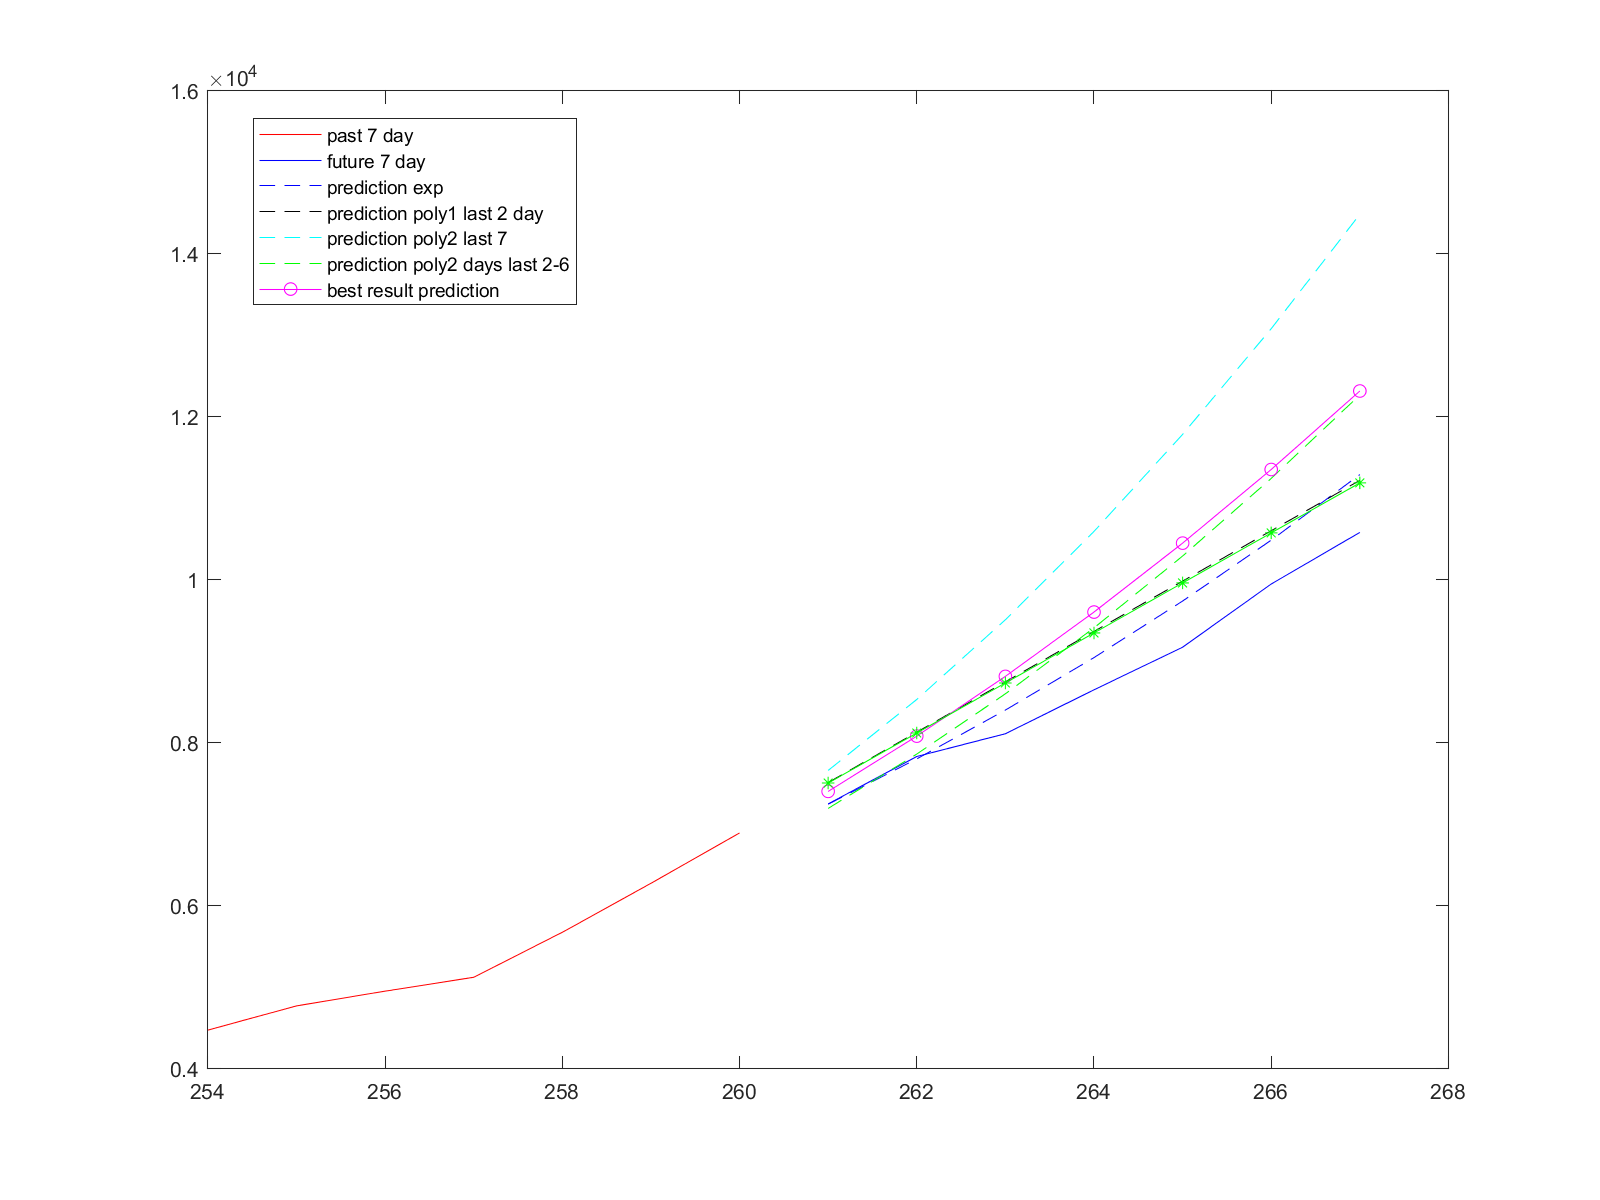 ×10^4
1.6
1.4
1.2
1
0.8
0.6
0.4
past 7 day
future 7 day
prediction exp
prediction poly1 last 2 day
prediction poly2 last 7
prediction poly2 days last 2-6
best result prediction
254 256 258 260 262 264 266 268